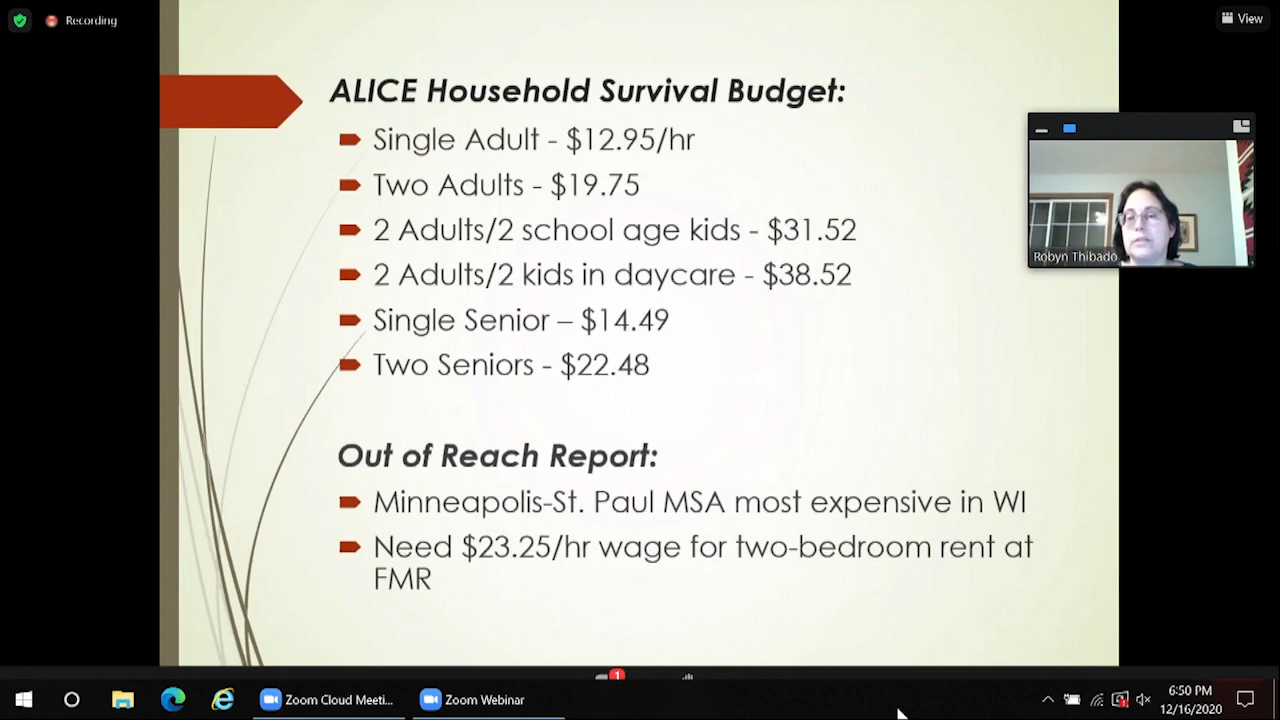 Recording
View
ALICE Household Survival Budget:
Single Adult - $12.95/hr
Two Adults - $19.75
2 Adults/2 school age kids - $31.52
2 Adults/2 kids in daycare - $38.52
Single Senior – $14.49
Two Seniors - $22.48
Robyn Thibado
Out of Reach Report:
Minneapolis-St. Paul MSA most expensive in WI
Need $23.25/hr wage for two-bedroom rent at
FMR
1
Zoom Cloud Meeti...
Zoom Webinar
6:50 PM
12/16/2020